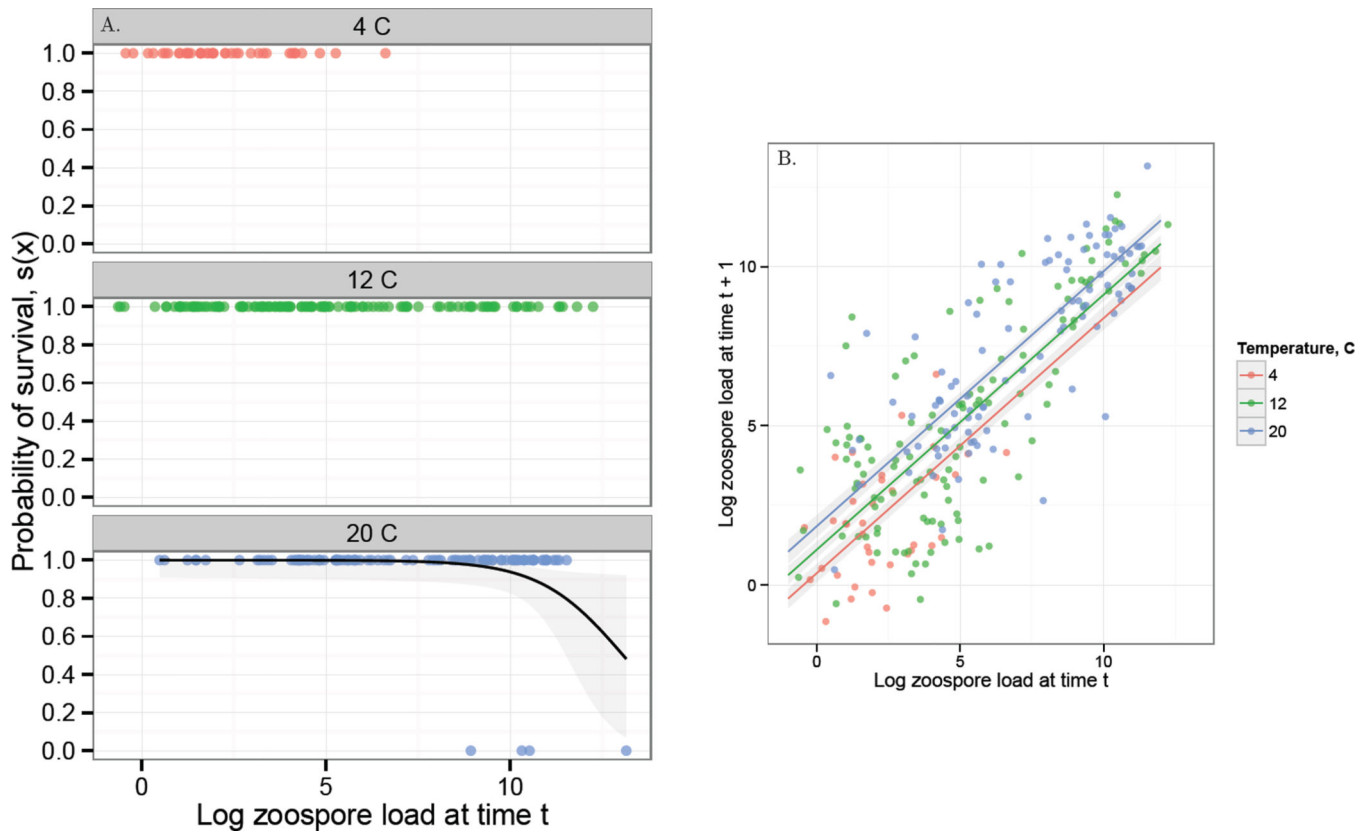 A.
4 C
1.0
0.8
0.6
0.4
0.2
0.0
12 C
1.0
0.8
0.6
0.4
0.2
0.0
20 C
1.0
0.8
0.6
0.4
0.2
0.0
0 5 10
Log zoospore load at time t
Probability of survival, s(x)
B.
10
5
0
0 5 10
Log zoospore load at time t
Log zoospore load at time t + 1
Temperature, C
4
12
20